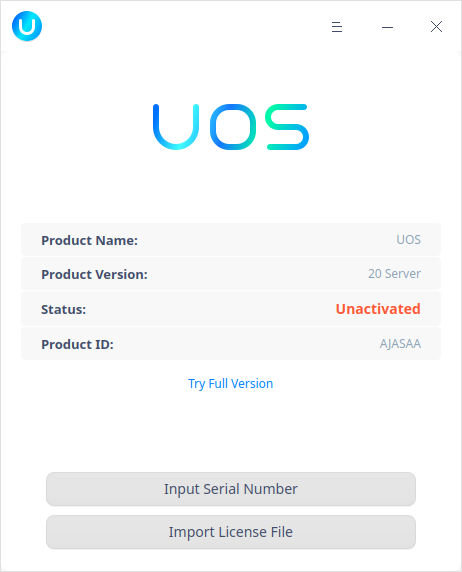 UOS
Product Name: UOS
Product Version: 20 Server
Status: Unactivated
Product ID: AJASAA
Try Full Version
Input Serial Number
Import License File